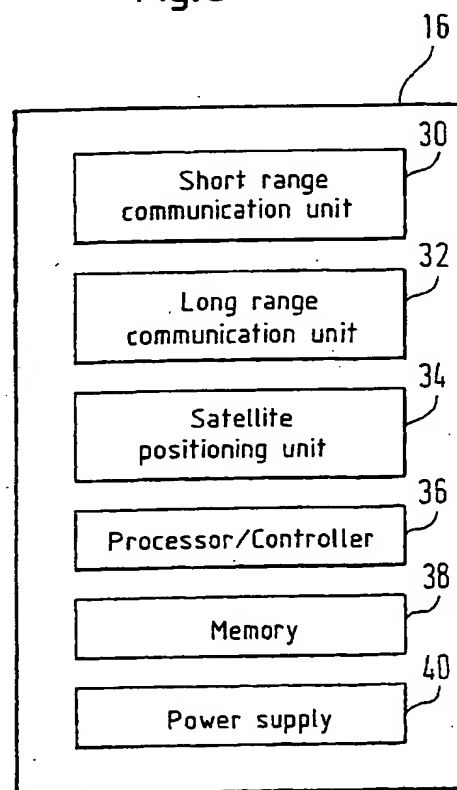 16
30
Short range
communication unit
32
Long range
communication unit
34
Satellite
positioning unit
36
Processor/Controller
38
Memory
40
Power supply